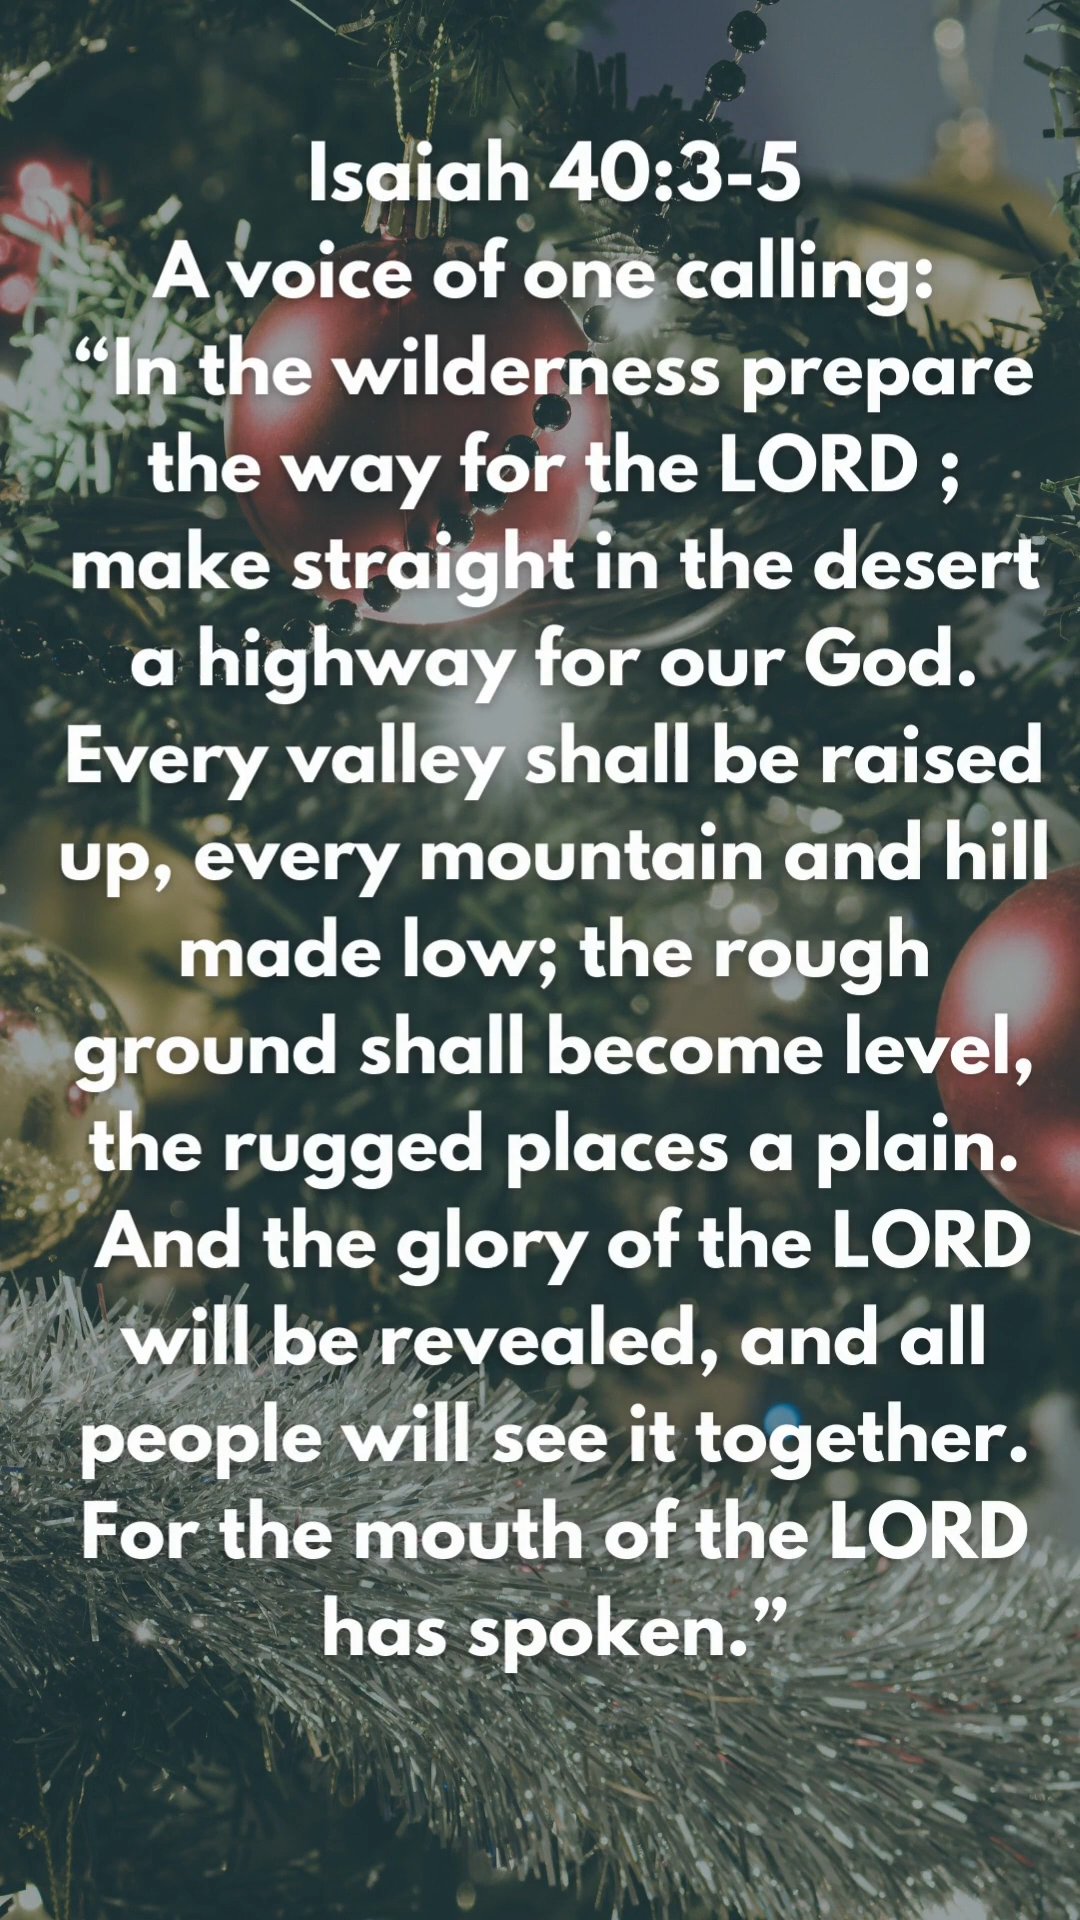 Isaiah 40:3-5
A voice of one calling:
“In the wilderness prepare
the way for the LORD ;
make straight in the desert
a highway for our God.
Every valley shall be raised
up, every mountain and hill
made low; the rough
ground shall become level,
the rugged places a plain.
And the glory of the LORD
will be revealed, and all
people will see it together.
For the mouth of the LORD
has spoken.”